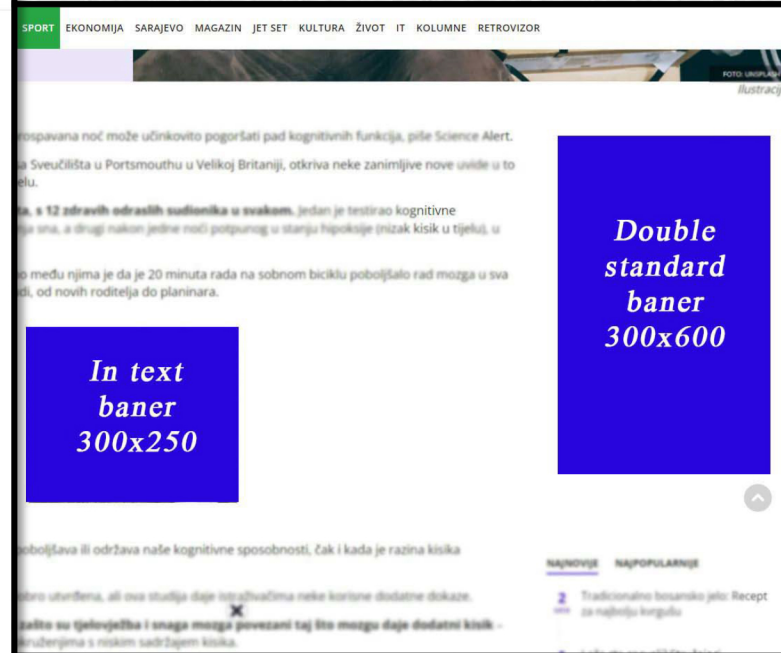 SPORT EKONOMIJA SARAJEVO MAGAZIN JET SET KULTURA ŽIVOT IT KOLUMNE RETROVIZOR
FOTO: UNSPLASH
Ilustracij
rospavana noć može učinkovito pogoršati pad kognitivnih funkcija, piše Science Alert.
a Sveučilišta u Portsmouthu u Velikoj Britaniji, otkriva neke zanimljive nove uvide u to
elu.
ta, s 12 zdravih odraslih sudionika u svakom. Jedan je testirao kognitivne
ija sna, a drugi nakon jedne noći potpunog u stanju hipoksije (nizak kisik u tijelu), u
o među njima je da je 20 minuta rada na sobnom biciklu poboljšalo rad mozga u sva
di, od novih roditelja do planinara.
In text
baner
300x250
Double
standard
baner
300x600
poboljšava ili održava naše kognitivne sposobnosti, čak i kada je razina kisika
obro utvrđena, ali ova studija daje istraživačima neke korisne dodatne dokaze.
zašto su tjelovježba i snaga mozga povezani taj što mozgu daje dodatni kisik -
kruženjima s niskim sadržajem kisika.
NAJNOVIJE NAJPOPULARNIJE
2 Tradicionalno bosansko jelo: Recept
za najbolju